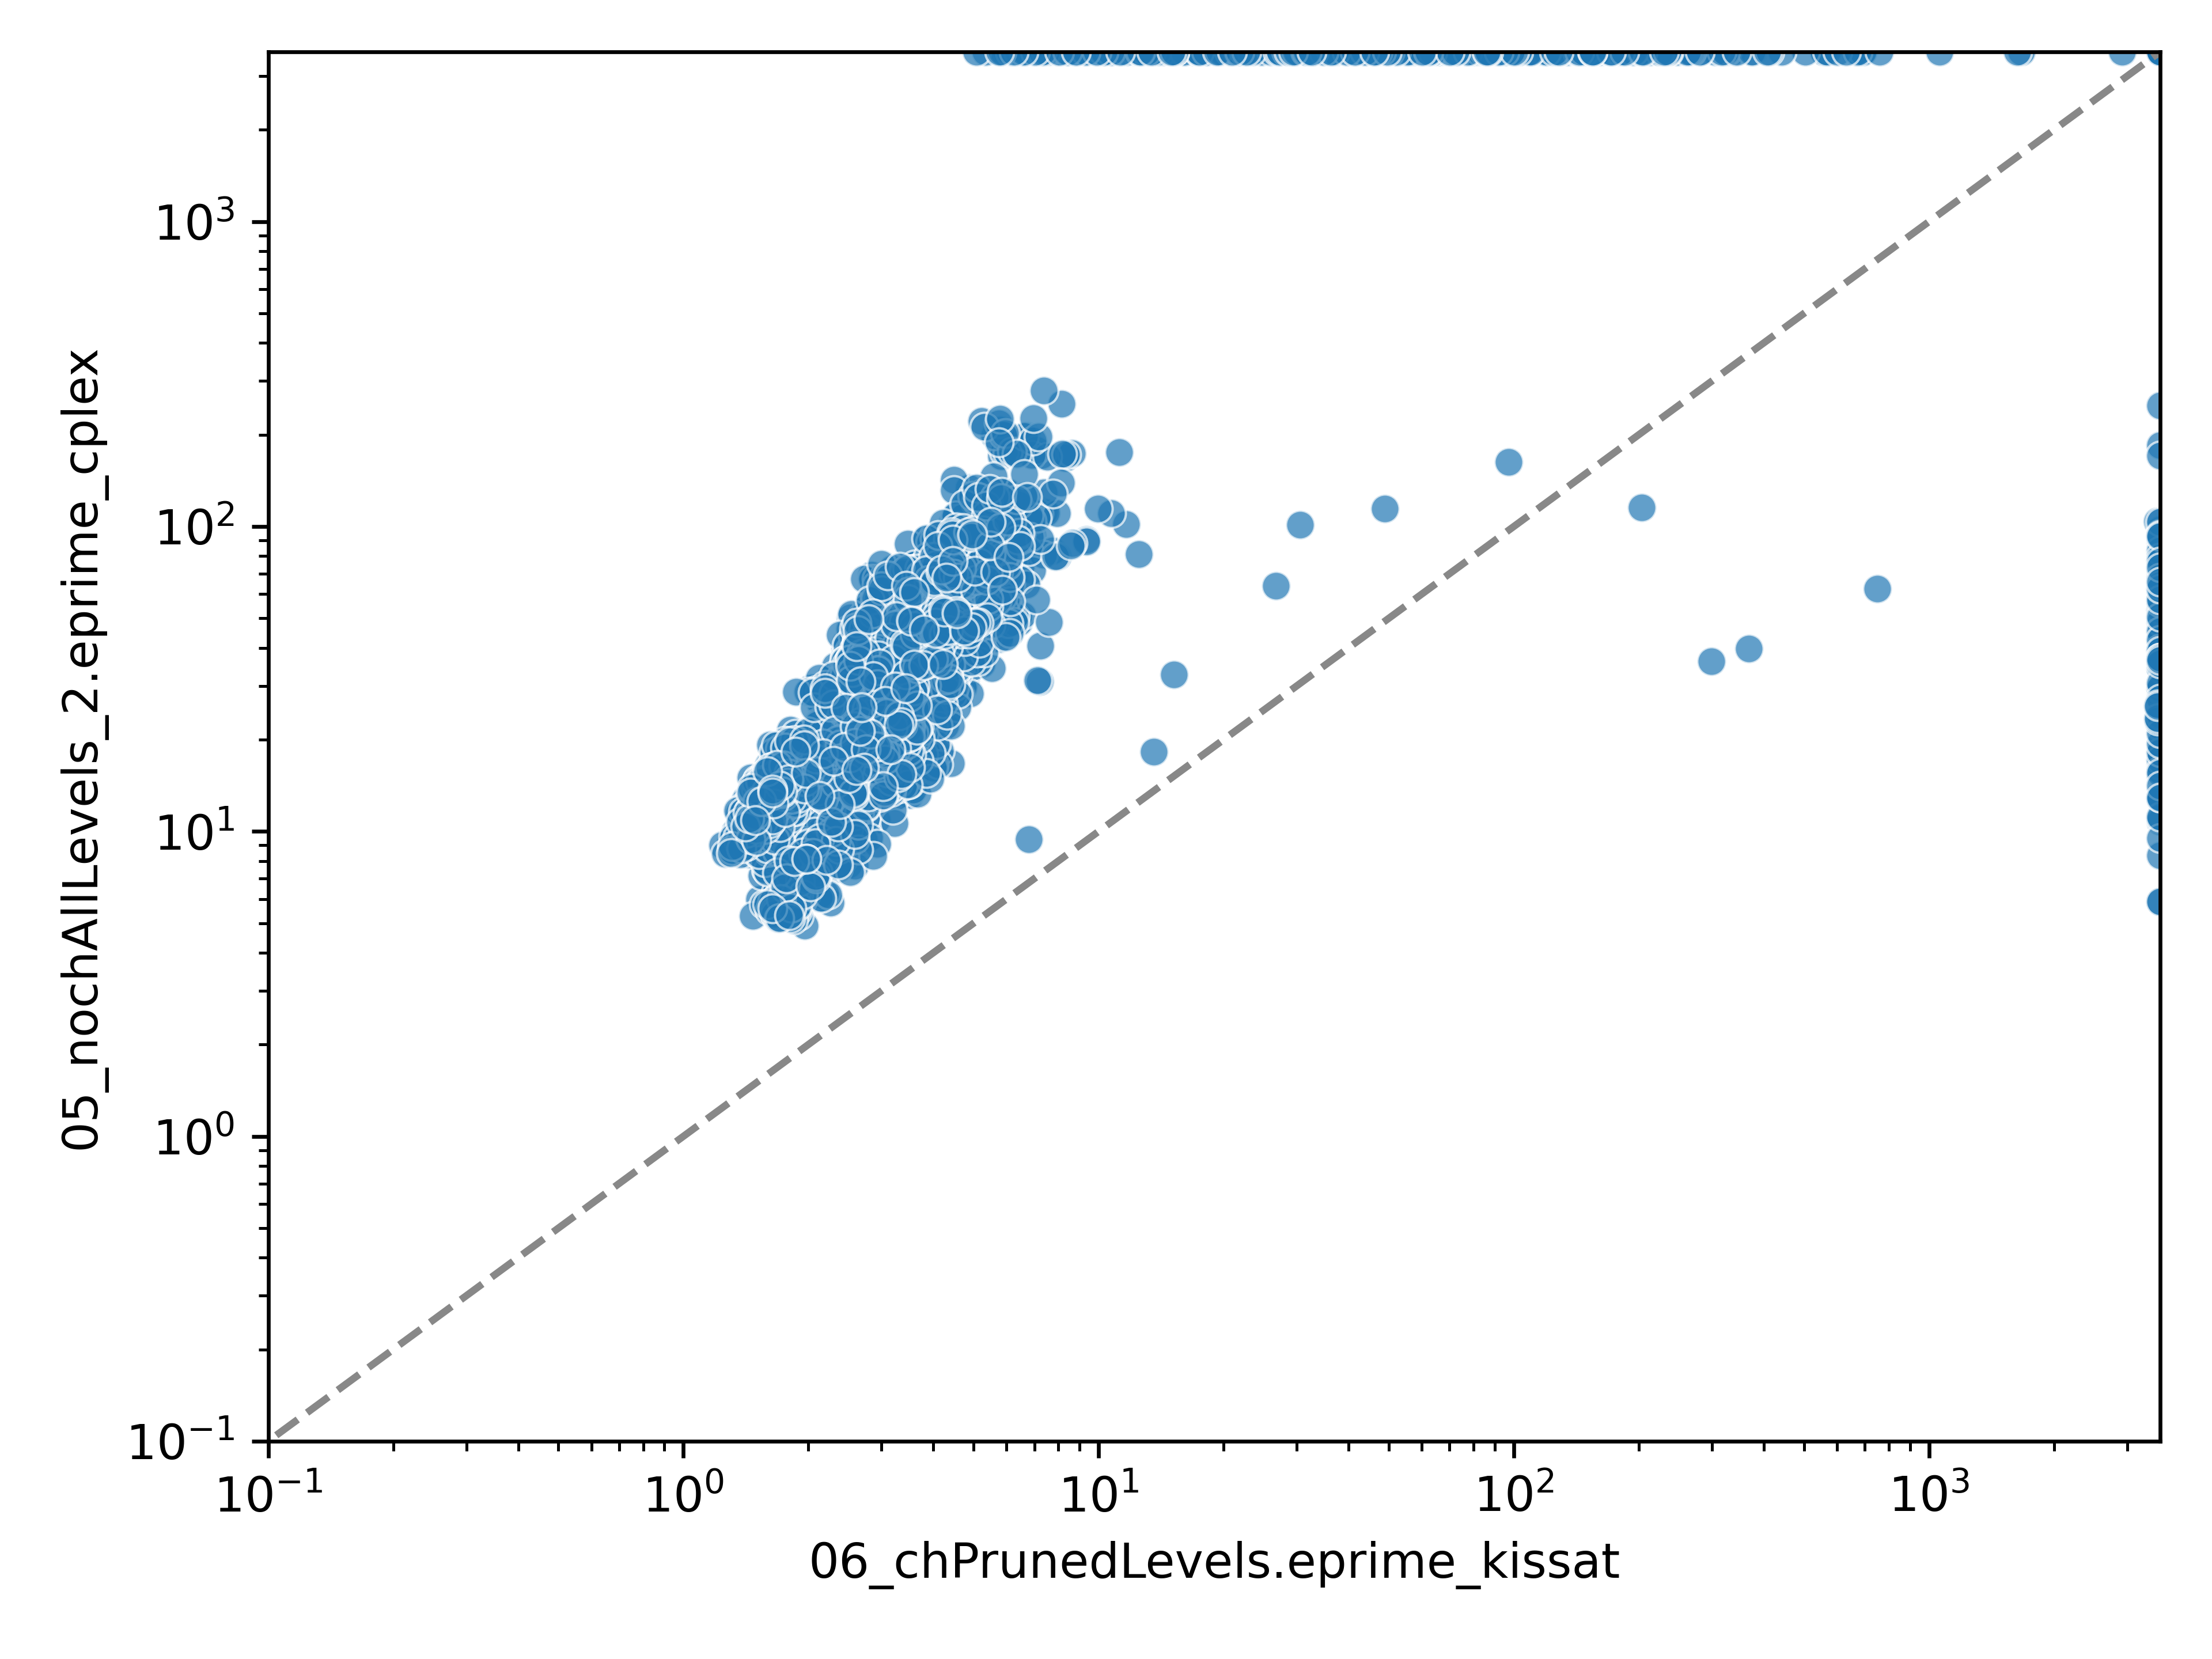 05_nochAllLevels_2.eprime_cplex
10³
10²
10¹
10⁰
10⁻¹
10⁻¹ 10⁰ 10¹ 10² 10³
06_chPrunedLevels.eprime_kissat